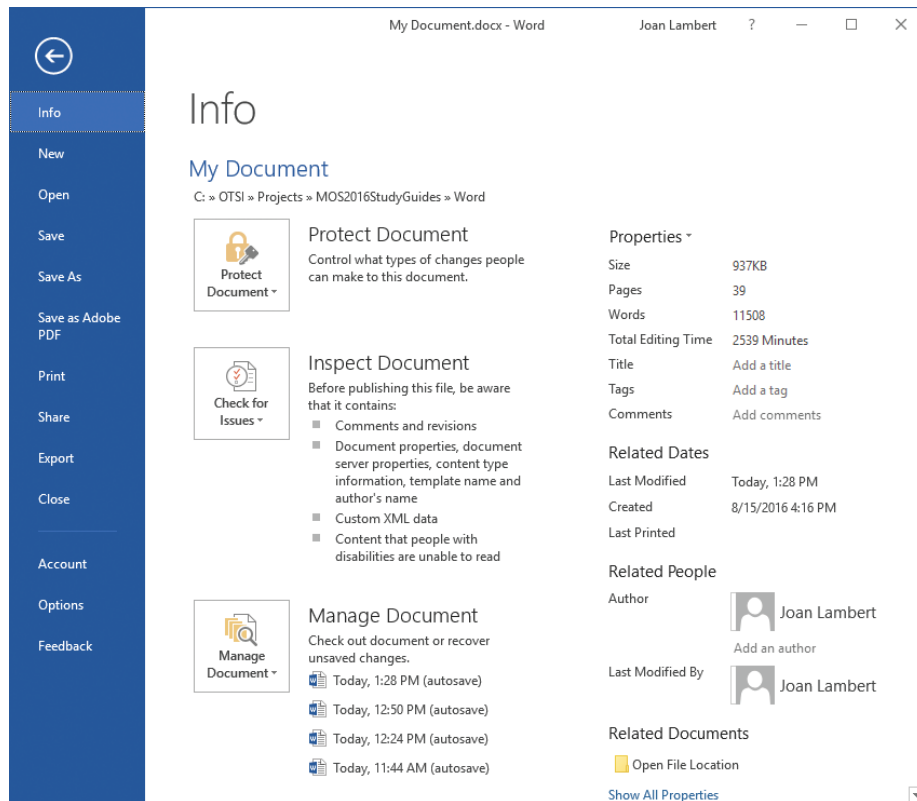 My Document.docx - Word
Joan Lambert
?
Info
New
Open
Save
Save As
Save as Adobe
PDF
Print
Share
Export
Close
Account
Options
Feedback
Info
My Document
C: » OTSI » Projects » MOS2016StudyGuides » Word
Protect
Document
Protect Document
Control what types of changes people
can make to this document.
Check for
Issues
Inspect Document
Before publishing this file, be aware
that it contains:
Comments and revisions
Document properties, document
server properties, content type
information, template name and
author's name
Custom XML data
Content that people with
disabilities are unable to read
Manage
Document
Manage Document
Check out document or recover
unsaved changes.
Today, 1:28 PM (autosave)
Today, 12:50 PM (autosave)
Today, 12:24 PM (autosave)
Today, 11:44 AM (autosave)
Properties
Size 937KB
Pages 39
Words 11508
Total Editing Time 2539 Minutes
Title Add a title
Tags Add a tag
Comments Add comments
Related Dates
Last Modified Today, 1:28 PM
Created 8/15/2016 4:16 PM
Last Printed
Related People
Author Joan Lambert
Add an author
Last Modified By Joan Lambert
Related Documents
Open File Location
Show All Properties